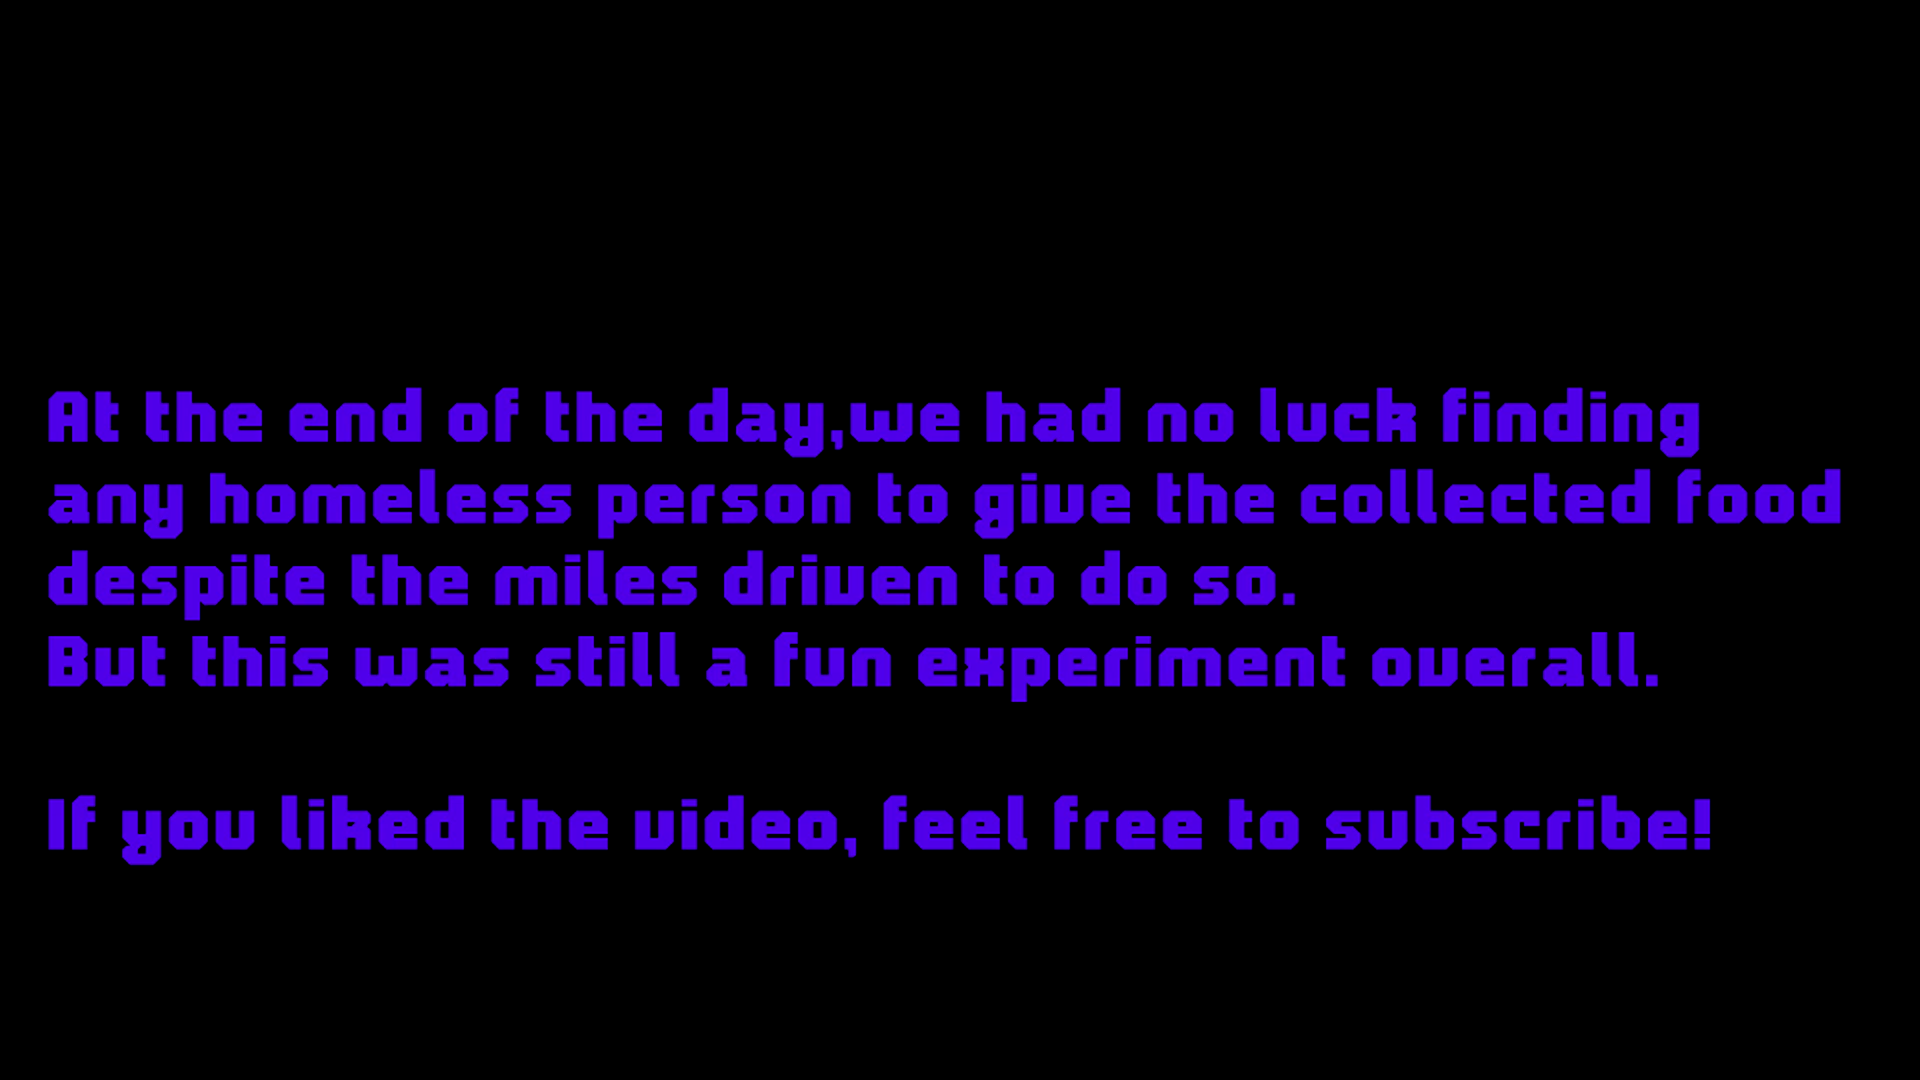 At the end of the day,we had no luck finding
any homeless person to give the collected food
despite the miles driven to do so.
But this was still a fun experiment overall.
If you liked the video, feel free to subscribe!